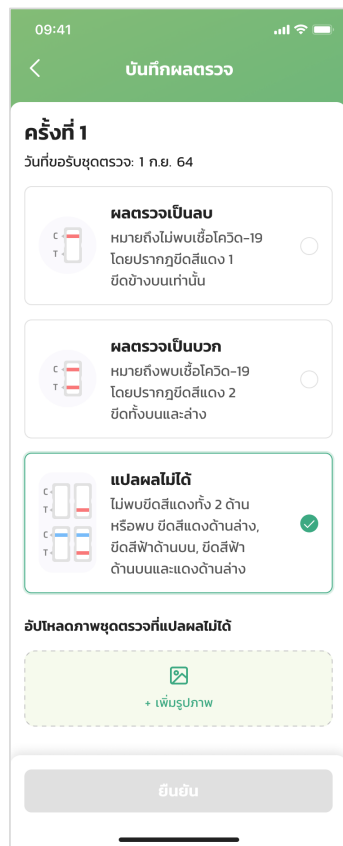 09:41
บันทึกผลตรวจ
ครั้งที่ 1
วันที่ขอรับชุดตรวจ: 1 ก.ย. 64
C
T
ผลตรวจเป็นลบ
หมายถึงไม่พบเชื้อโควิด-19
โดยปรากฎขีดสีแดง 1
ขีดข้างบนเท่านั้น
C
T
ผลตรวจเป็นบวก
หมายถึงพบเชื้อโควิด-19
โดยปรากฎขีดสีแดง 2
ขีดทั้งบนและล่าง
C
T
C
T
แปลผลไม่ได้
ไม่พบขีดสีแดงทั้ง 2 ด้าน
หรือพบ ขีดสีแดงด้านล่าง,
ขีดสีฟ้าด้านบน, ขีดสีฟ้า
ด้านบนและแดงด้านล่าง
อัปโหลดภาพชุดตรวจที่แปลผลไม่ได้
+ เพิ่มรูปภาพ
ยืนยัน